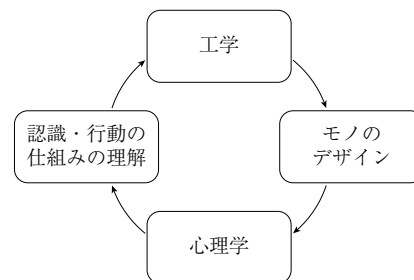 工学
認識・行動の
仕組みの理解
モノの
デザイン
心理学